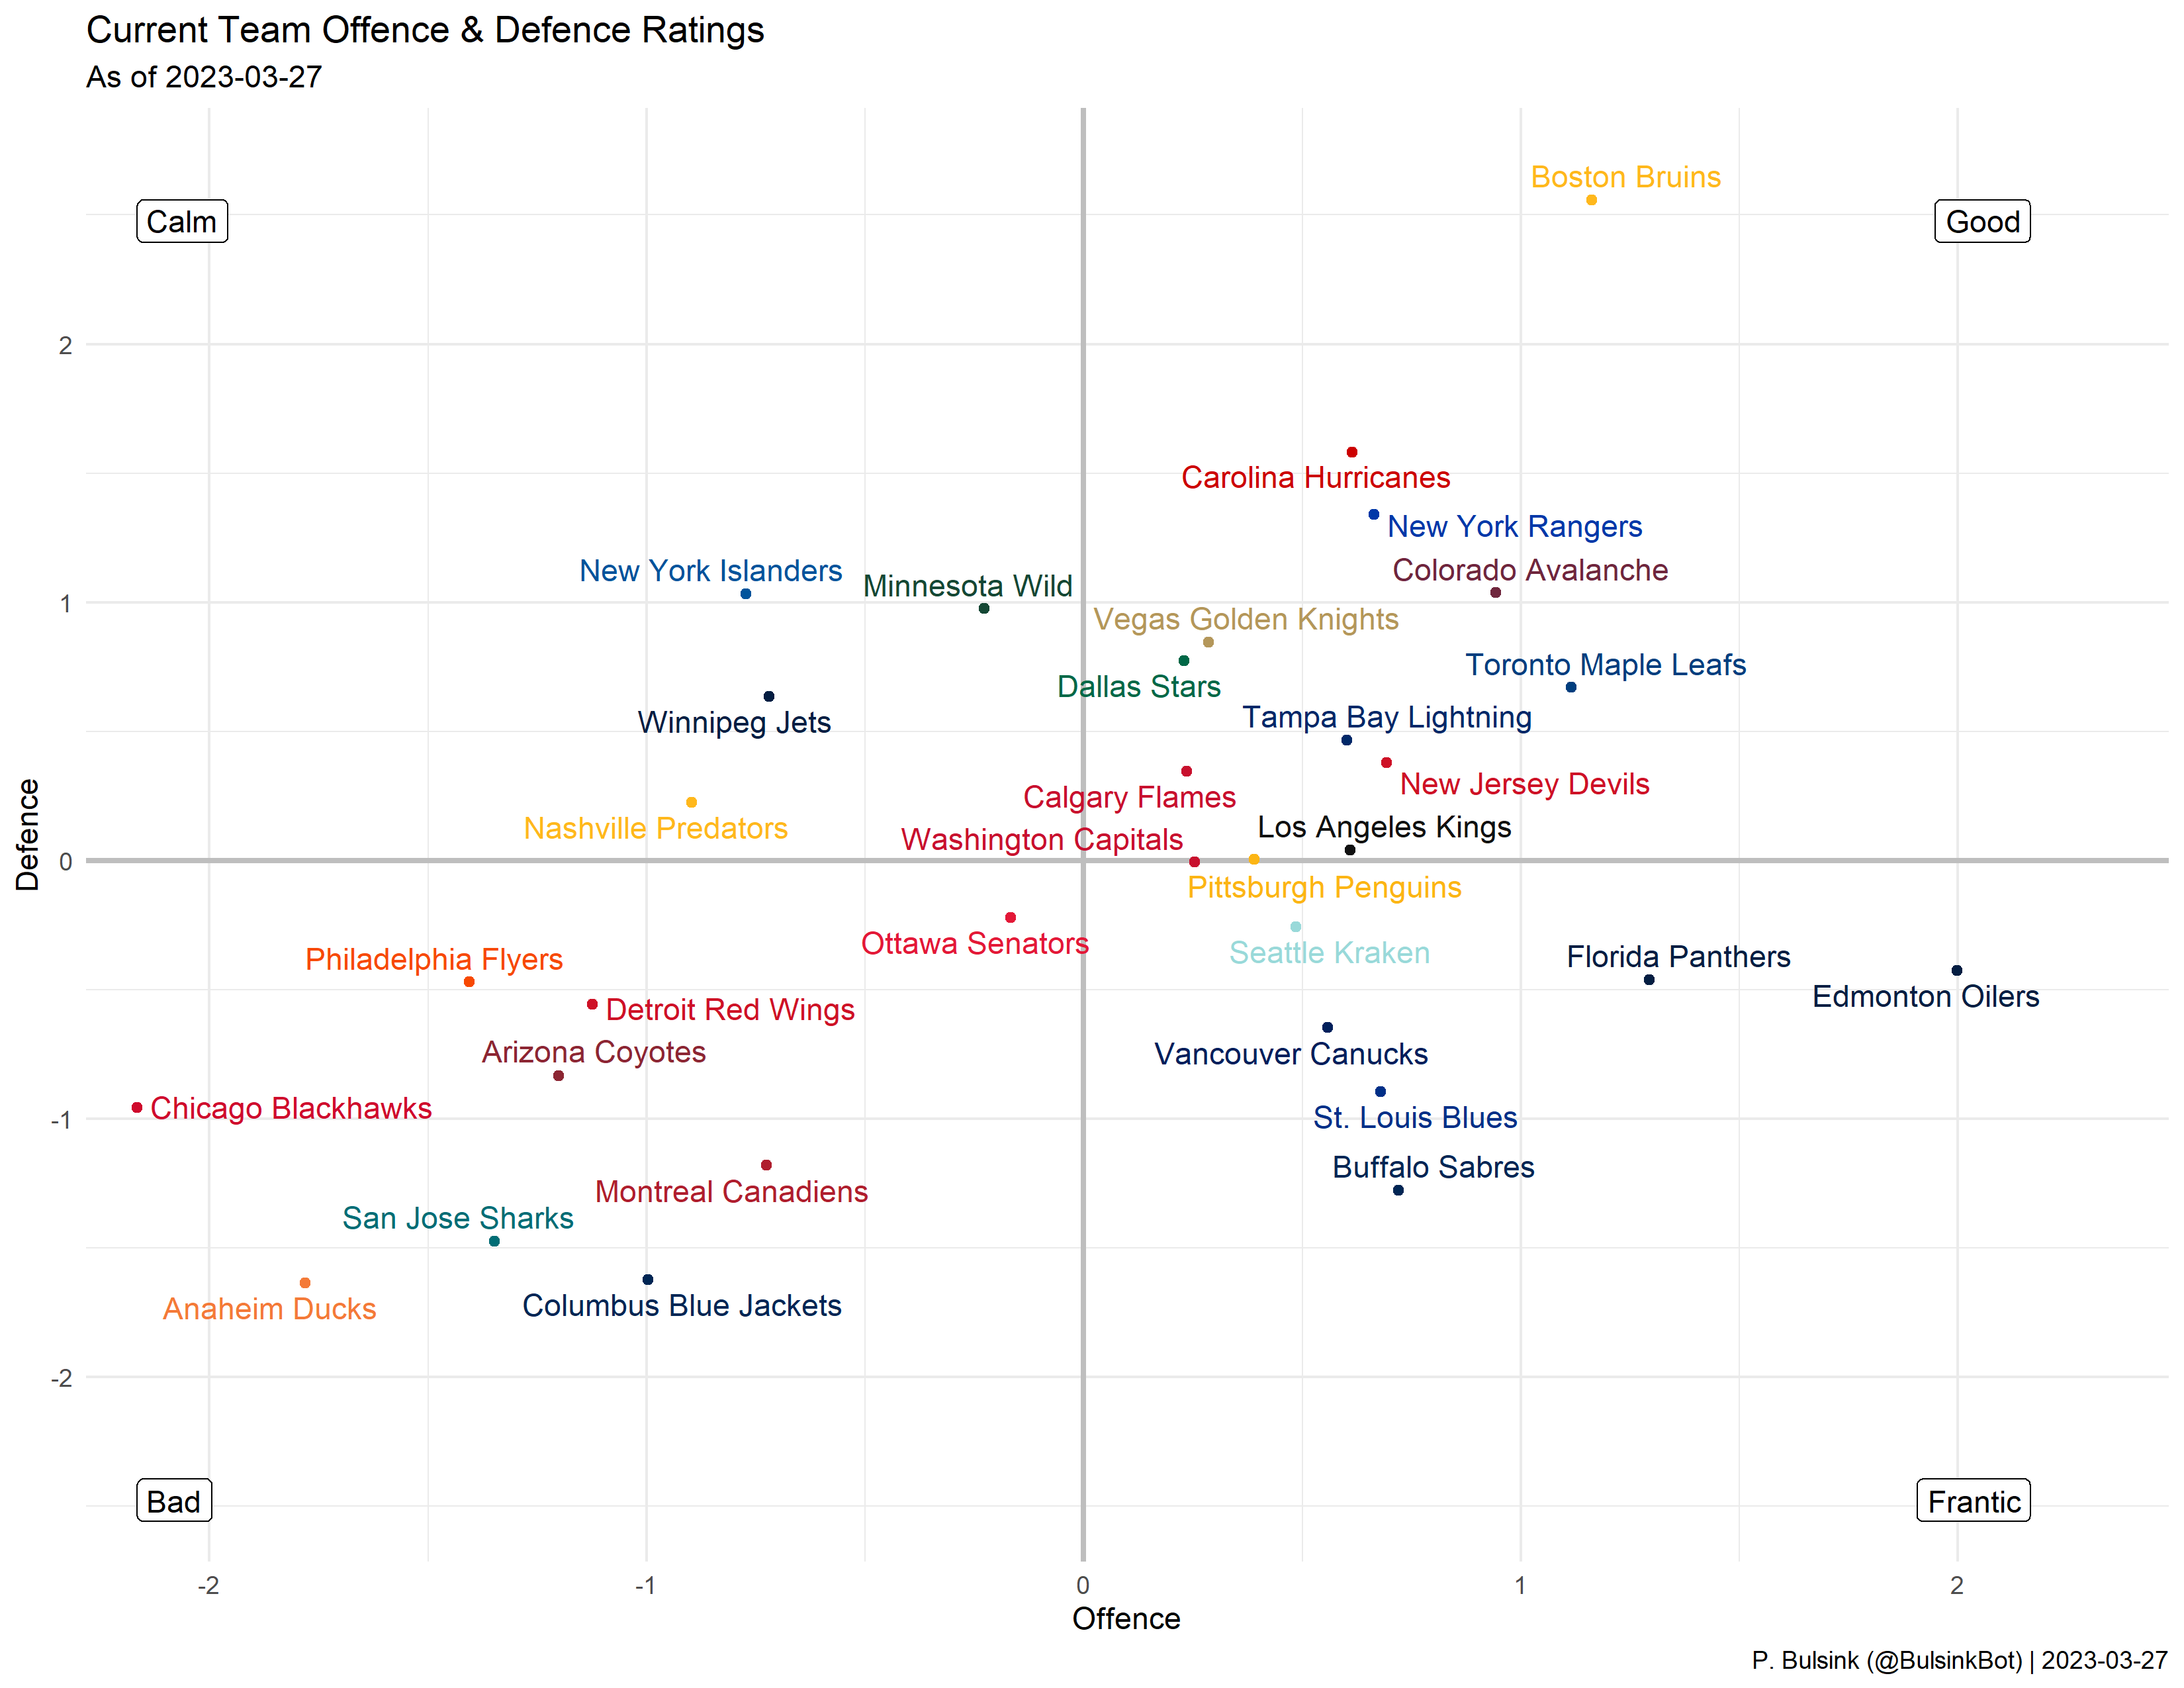 Current Team Offence & Defence Ratings
As of 2023-03-27
Boston Bruins
Calm
Good
2
Carolina Hurricanes
New York Rangers
New York Islanders
Colorado Avalanche
Minnesota Wild
1
Vegas Golden Knights
Toronto Maple Leafs
Dallas Stars
Winnipeg Jets
Tampa Bay Lightning
New Jersey Devils
Calgary Flames
Nashville Predators
Los Angeles Kings
Washington Capitals
Defence
0
Pittsburgh Penguins
Ottawa Senators
Seattle Kraken
Philadelphia Flyers
Florida Panthers
Edmonton Oilers
Detroit Red Wings
Arizona Coyotes
Vancouver Canucks
Chicago Blackhawks
-1
St. Louis Blues
Buffalo Sabres
Montreal Canadiens
San Jose Sharks
Columbus Blue Jackets
Anaheim Ducks
-2
Bad
Frantic
-2
-1
0
1
2
Offence
P. Bulsink (@BulsinkBot) | 2023-03-27